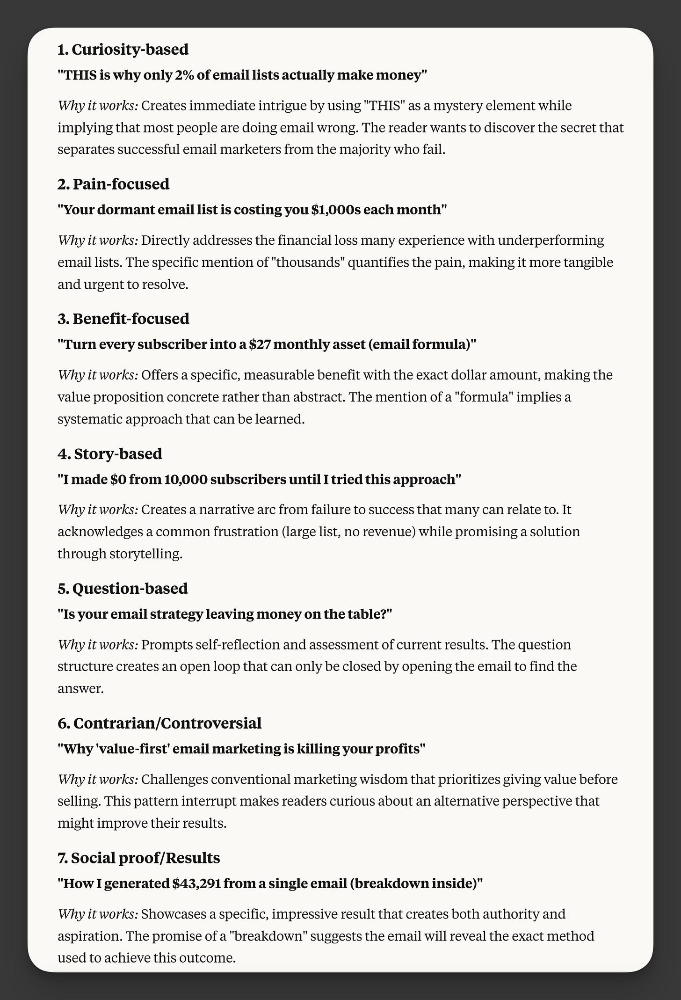 1. Curiosity-based
"THIS is why only 2% of email lists actually make money"
Why it works: Creates immediate intrigue by using "THIS" as a mystery element while
implying that most people are doing email wrong. The reader wants to discover the secret that
separates successful email marketers from the majority who fail.
2. Pain-focused
"Your dormant email list is costing you $1,000s each month"
Why it works: Directly addresses the financial loss many experience with underperforming
email lists. The specific mention of "thousands" quantifies the pain, making it more tangible
and urgent to resolve.
3. Benefit-focused
"Turn every subscriber into a $27 monthly asset (email formula)"
Why it works: Offers a specific, measurable benefit with the exact dollar amount, making the
value proposition concrete rather than abstract. The mention of a "formula" implies a
systematic approach that can be learned.
4. Story-based
"I made $0 from 10,000 subscribers until I tried this approach"
Why it works: Creates a narrative arc from failure to success that many can relate to. It
acknowledges a common frustration (large list, no revenue) while promising a solution
through storytelling.
5. Question-based
"Is your email strategy leaving money on the table?"
Why it works: Prompts self-reflection and assessment of current results. The question
structure creates an open loop that can only be closed by opening the email to find the
answer.
6. Contrarian/Controversial
"Why 'value-first' email marketing is killing your profits"
Why it works: Challenges conventional marketing wisdom that prioritizes giving value before
selling. This pattern interrupt makes readers curious about an alternative perspective that
might improve their results.
7. Social proof/Results
"How I generated $43,291 from a single email (breakdown inside)"
Why it works: Showcases a specific, impressive result that creates both authority and
aspiration. The promise of a "breakdown" suggests the email will reveal the exact method
used to achieve this outcome.